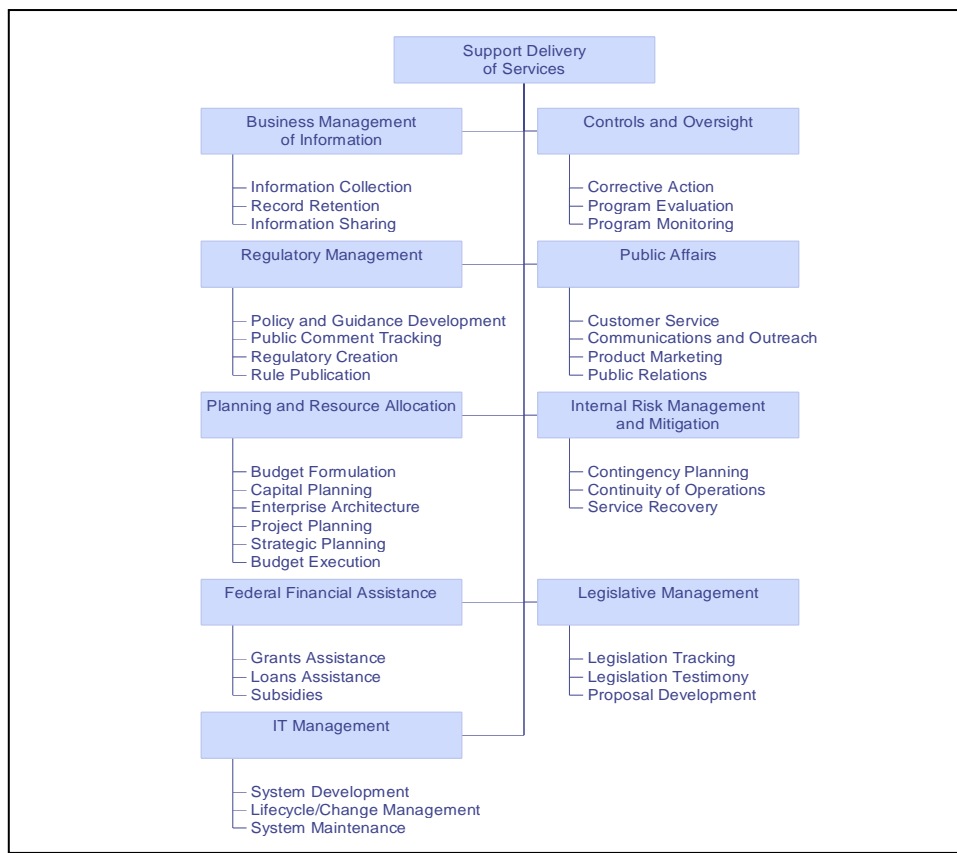 Support Delivery
of Services
Business Management
of Information
Information Collection
Record Retention
Information Sharing
Controls and Oversight
Corrective Action
Program Evaluation
Program Monitoring
Regulatory Management
Policy and Guidance Development
Public Comment Tracking
Regulatory Creation
Rule Publication
Public Affairs
Customer Service
Communications and Outreach
Product Marketing
Public Relations
Planning and Resource Allocation
Budget Formulation
Capital Planning
Enterprise Architecture
Project Planning
Strategic Planning
Budget Execution
Internal Risk Management
and Mitigation
Contingency Planning
Continuity of Operations
Service Recovery
Federal Financial Assistance
Grants Assistance
Loans Assistance
Subsidies
Legislative Management
Legislation Tracking
Legislation Testimony
Proposal Development
IT Management
System Development
Lifecycle/Change Management
System Maintenance